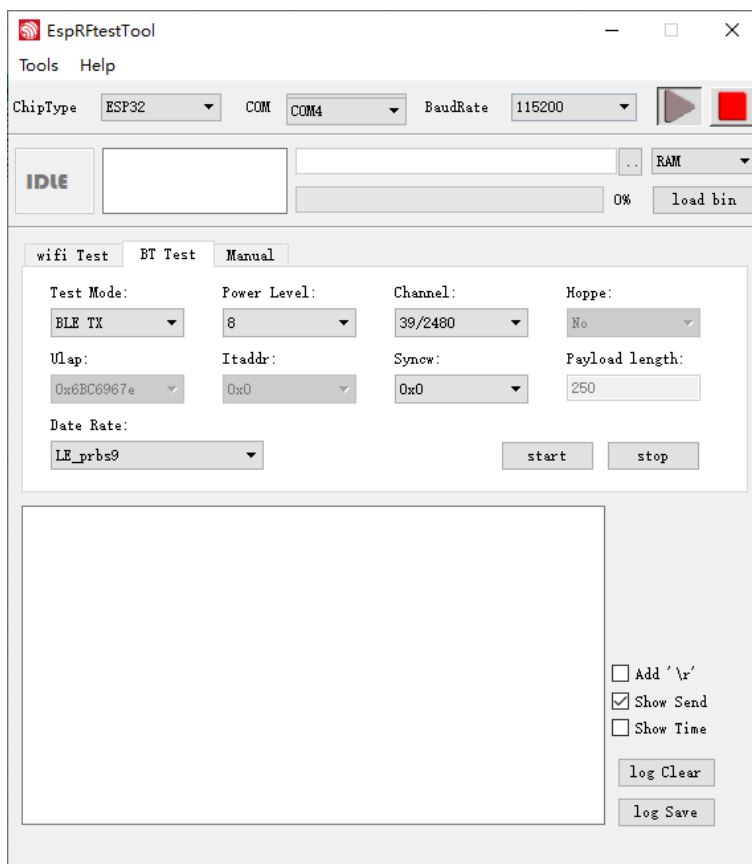 EspRFtestTool
Tools Help
ChipType ESP32 COM COM4 BaudRate 115200
IDLE .. RAM
0% load bin
wifi Test BT Test Manual
Test Mode: Power Level: Channel: Hoppe:
BLE TX 8 39/2480 No
Ulap: Itaddr: Syncw: Payload length:
0x6BC6967e 0x0 0x0 250
Date Rate:
LE_prbs9 start stop
Add '\r'
Show Send
Show Time
log Clear
log Save